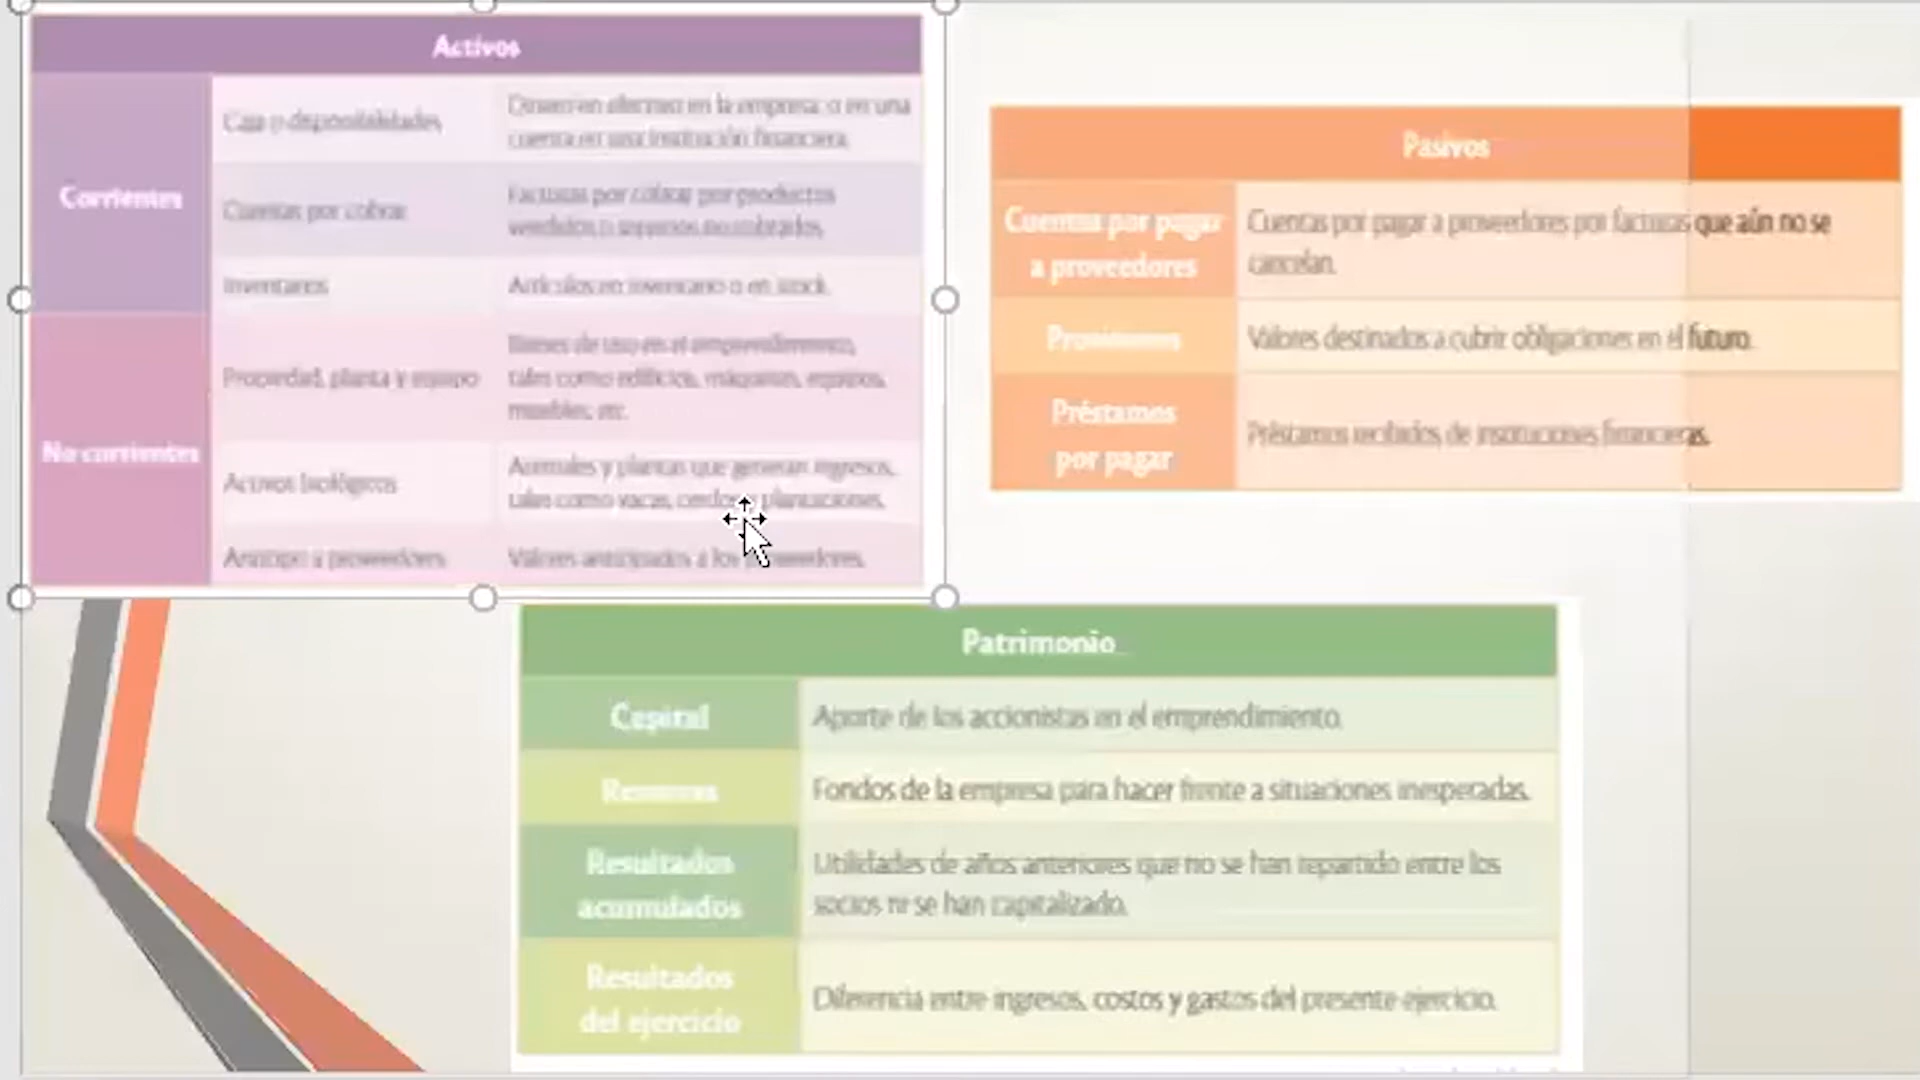 Activos
Corrientes
Caja o disponibilidades
Dinero en efectivo en la empresa o en una
cuenta en una institución financiera.
Cuentas por cobrar
Facturas por cobrar por productos
vendidos o servicios no cobrados.
Inventarios
Artículos en inventario o en stock.
No corrientes
Propiedad, planta y equipo
Bienes de uso en el emprendimiento,
tales como edificios, máquinas, equipos,
muebles, etc.
Activos biológicos
Animales y plantas que generan ingresos,
tales como vacas, cerdos y plantaciones.
Anticipo a proveedores
Valores anticipados a los proveedores.
Pasivos
Cuentas por pagar
a proveedores
Cuentas por pagar a proveedores por facturas que aún no se
cancelan.
Provisiones
Valores destinados a cubrir obligaciones en el futuro.
Préstamos
por pagar
Préstamos recibidos de instituciones financieras.
Patrimonio
Capital
Aporte de los accionistas en el emprendimiento.
Reservas
Fondos de la empresa para hacer frente a situaciones inesperadas.
Resultados
acumulados
Utilidades de años anteriores que no se han repartido entre los
socios ni se han capitalizado.
Resultados
del ejercicio
Diferencia entre ingresos, costos y gastos del presente ejercicio.